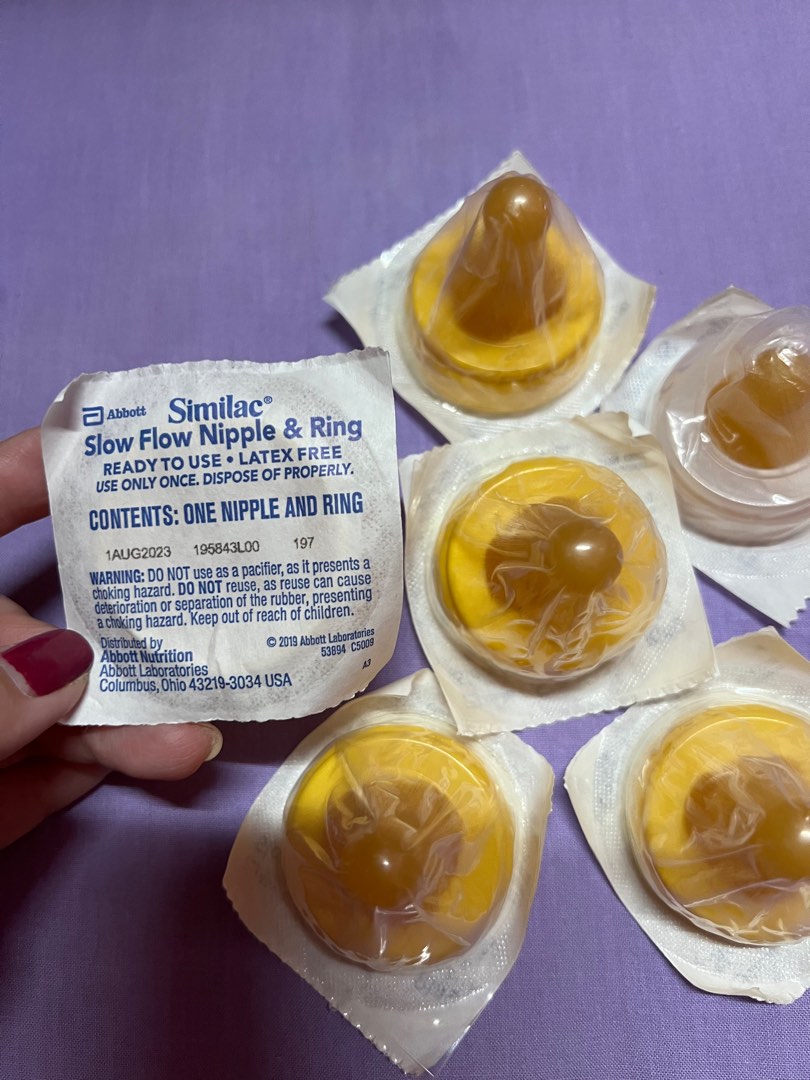 Abbott Similac®
Slow Flow Nipple & Ring
READY TO USE • LATEX FREE
USE ONLY ONCE. DISPOSE OF PROPERLY.
CONTENTS: ONE NIPPLE AND RING
1AUG2023 195843L00 197
WARNING: DO NOT use as a pacifier, as it presents a
choking hazard. DO NOT reuse, as reuse can cause
deterioration or separation of the rubber, presenting
a choking hazard. Keep out of reach of children.
Distributed by
Abbott Nutrition
Abbott Laboratories
Columbus, Ohio 43219-3034 USA
© 2019 Abbott Laboratories
53894 C5009
A3